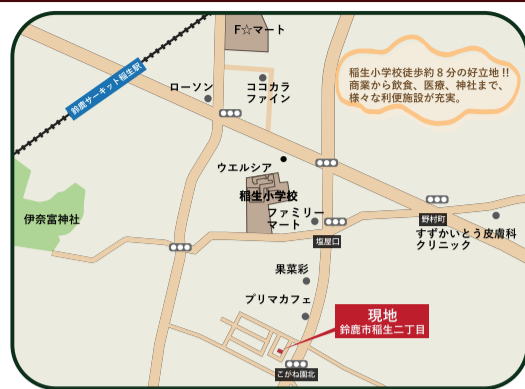 F☆マート
稲生小学校徒歩約8分の好立地!!
商業から飲食、医療、神社まで、
様々な利便施設が充実。
鈴鹿サーキット稲生駅
ローソン
ココカラ
ファイン
ウエルシア
稲生小学校
ファミリー
マート
伊奈冨神社
野村町
すずかいとう皮膚科
クリニック
塩屋口
果菜彩
プリマカフェ
現地
鈴鹿市稲生二丁目
こがね園北